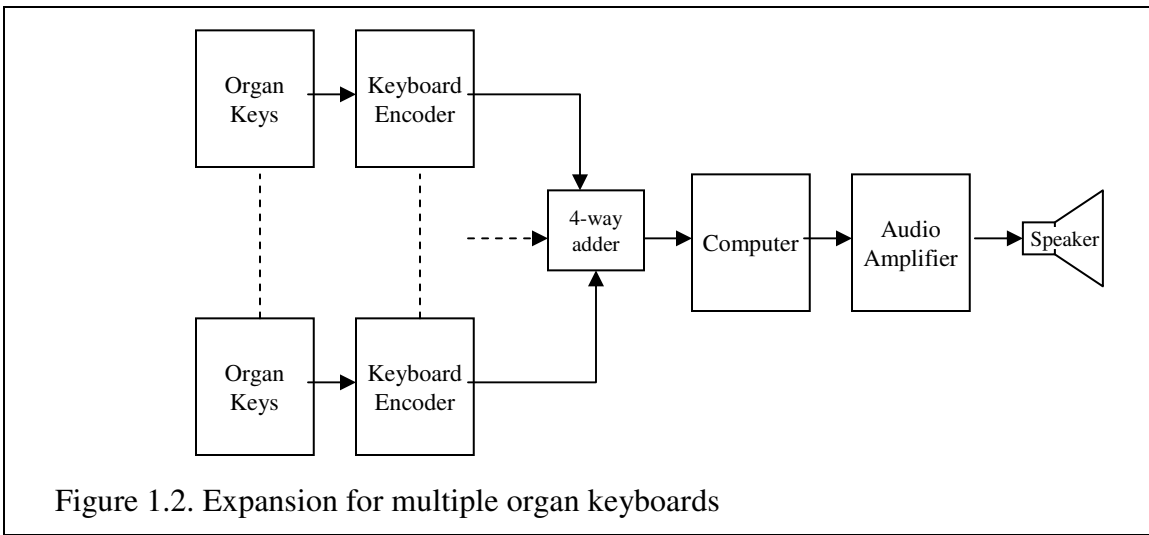 Organ
Keys
Keyboard
Encoder
4-way
adder
Computer
Audio
Amplifier
Speaker
Organ
Keys
Keyboard
Encoder
Figure 1.2. Expansion for multiple organ keyboards